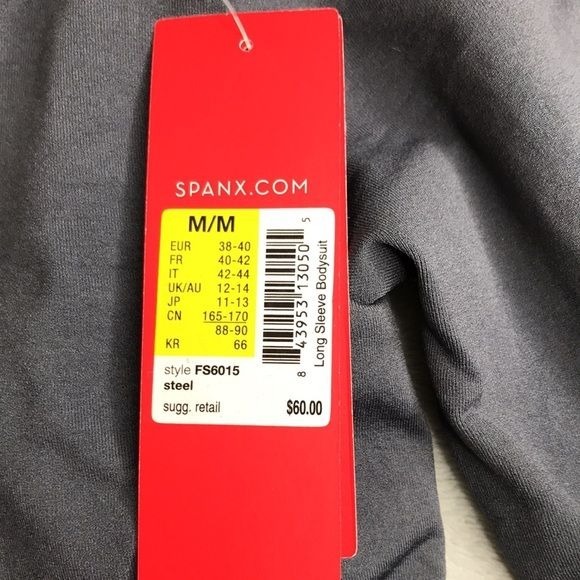 SPANX.COM
M/M
EUR 38-40
FR 40-42
IT 42-44
UK/AU 12-14
JP 11-13
CN 165-170
88-90
KR 66
style FS6015
steel
sugg. retail $60.00
8 43953 13050 5
Long Sleeve Bodysuit